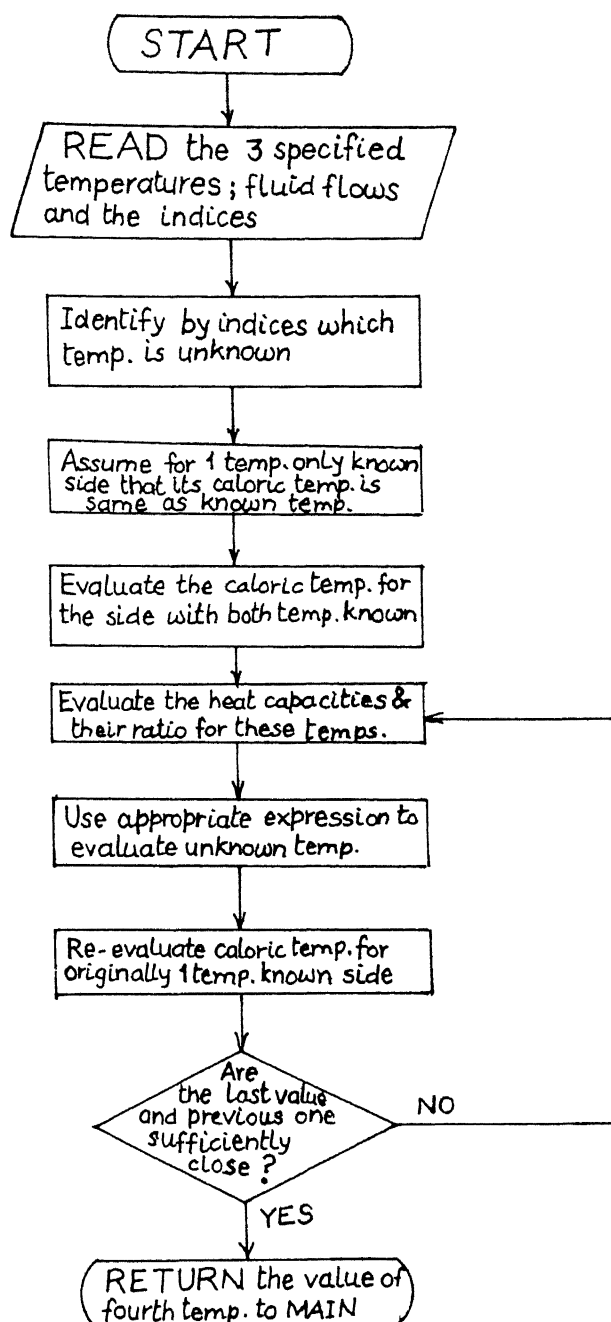 START
READ the 3 specified
temperatures; fluid flows
and the indices
Identify by indices which
temp. is unknown
Assume for 1 temp. only known
side that its caloric temp. is
same as known temp.
Evaluate the caloric temp. for
the side with both temp. known
Evaluate the heat capacities &
their ratio for these temps.
Use appropriate expression to
evaluate unknown temp.
Re-evaluate caloric temp. for
originally 1 temp. known side
Are
the last value
and previous one
sufficiently
close ?
NO
YES
RETURN the value of
fourth temp. to MAIN